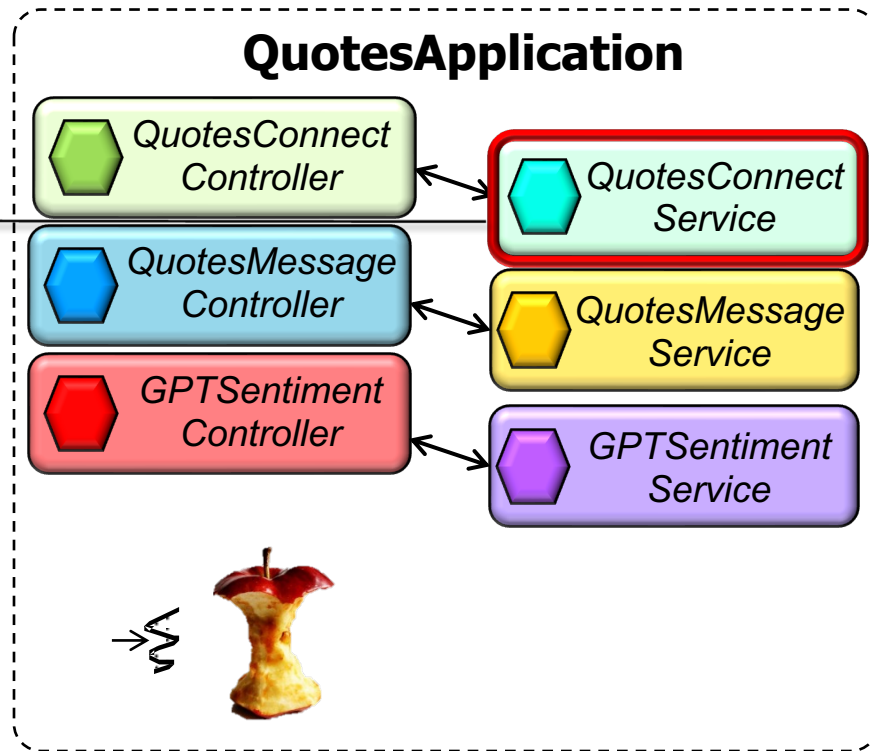 QuotesApplication
QuotesConnect
Controller
QuotesConnect
Service
QuotesMessage
Controller
QuotesMessage
Service
GPTSentiment
Controller
GPTSentiment
Service